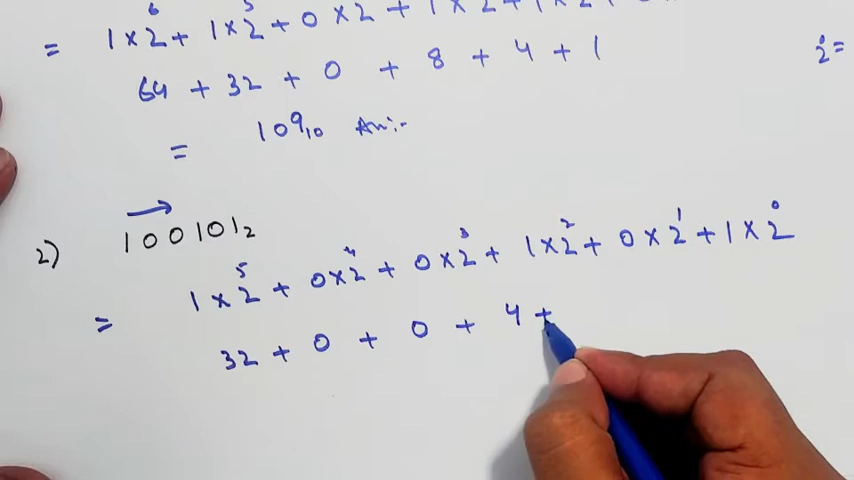 = 1×2⁶ + 1×2⁵ + 0×2 + 1×2 + 1×2
64 + 32 + 0 + 8 + 4 + 1
2⁰ =
= 109₁₀ Ans:-
2) 100101₂
= 1×2⁵ + 0×2⁴ + 0×2³ + 1×2² + 0×2¹ + 1×2⁰
32 + 0 + 0 + 4 +